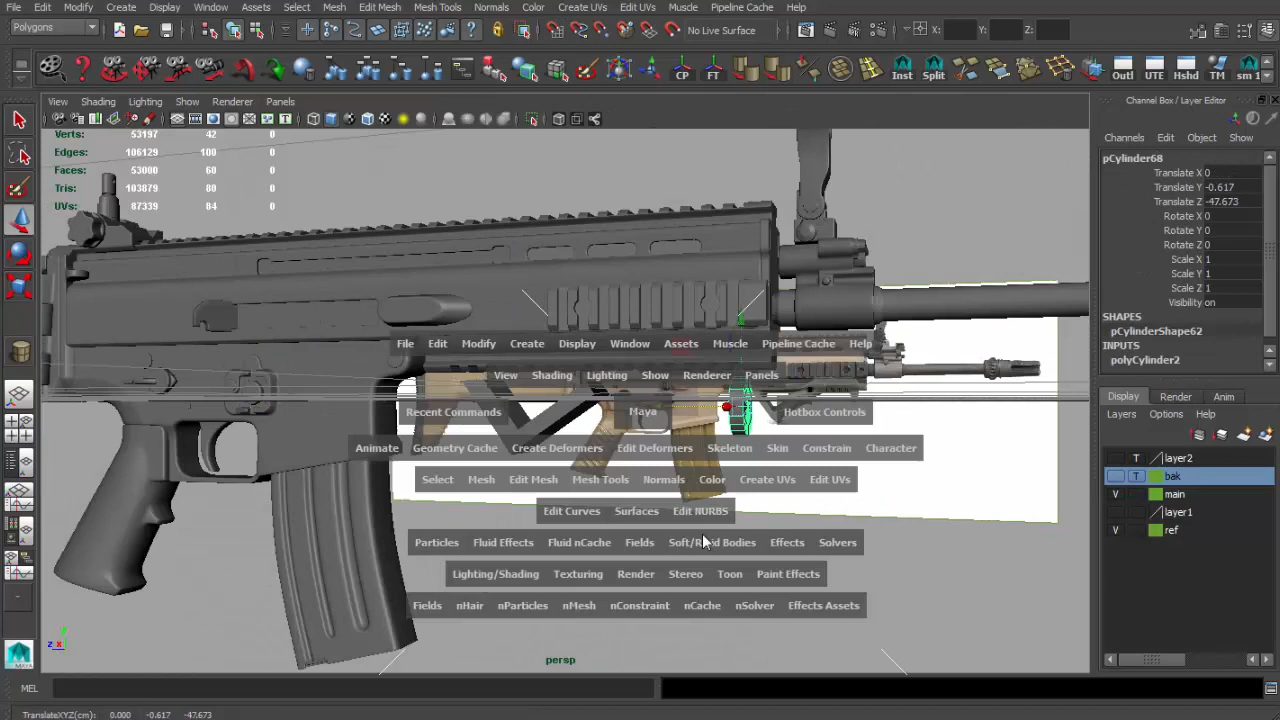 File Edit Modify Create Display Window Assets Select Mesh Edit Mesh Mesh Tools Normals Color Create UVs Edit UVs Muscle Pipeline Cache Help
Polygons
No Live Surface
X: Y: Z:
CP FT Inst Split Outl UTE Hshd TM sm 1
View Shading Lighting Show Renderer Panels
Channel Box / Layer Editor
Channels Edit Object Show
Verts: 53197 42 0
Edges: 106129 100 0
Faces: 53000 60 0
Tris: 103879 80 0
UVs: 87339 84 0
pCylinder68
Translate X 0
Translate Y -0.617
Translate Z -47.673
Rotate X 0
Rotate Y 0
Rotate Z 0
Scale X 1
Scale Y 1
Scale Z 1
Visibility on
SHAPES
pCylinderShape62
INPUTS
polyCylinder2
File Edit Modify Create Display Window Assets Muscle Pipeline Cache Help
View Shading Lighting Show Renderer Panels
Recent Commands Maya Hotbox Controls
Animate Geometry Cache Create Deformers Edit Deformers Skeleton Skin Constrain Character
Select Mesh Edit Mesh Mesh Tools Normals Color Create UVs Edit UVs
Edit Curves Surfaces Edit NURBS
Particles Fluid Effects Fluid nCache Fields Soft/Rigid Bodies Effects Solvers
Lighting/Shading Texturing Render Stereo Toon Paint Effects
Fields nHair nParticles nMesh nConstraint nCache nSolver Effects Assets
Display Render Anim
Layers Options Help
T layer2
T bak
V main
layer1
V ref
y
z x
persp
MAYA
MEL
TranslateXYZ(cm): 0.000 -0.617 -47.673